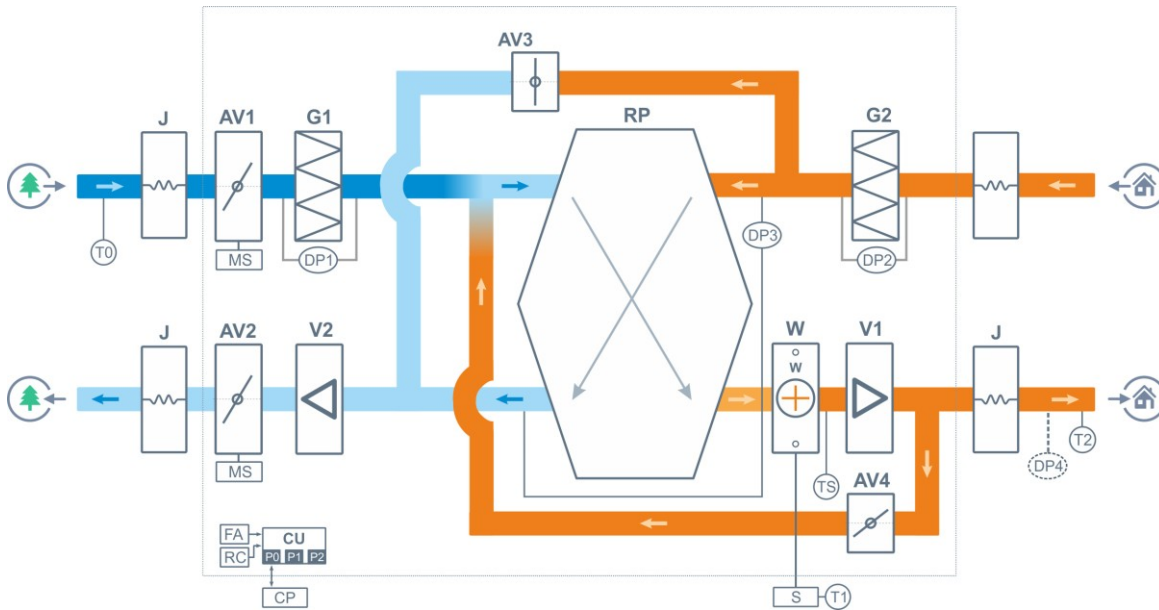 AV3
J
AV1
G1
RP
G2
T0
MS
DP1
DP3
DP2
J
AV2
V2
W
V1
J
W
MS
TS
DP4
T2
AV4
FA
CU
RC
P0 P1 P2
CP
S
T1